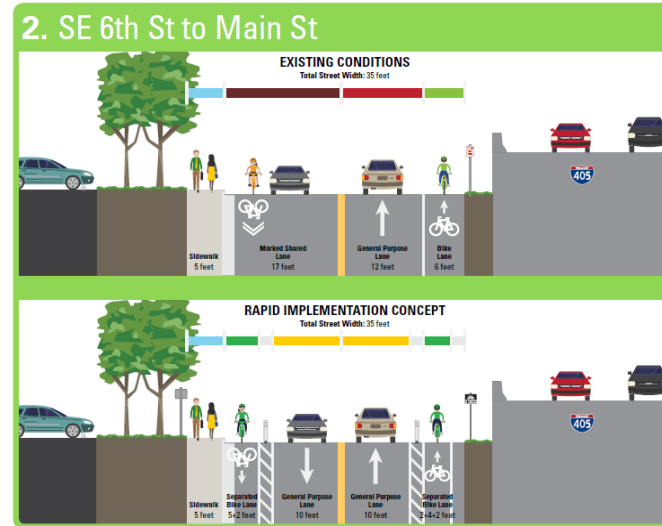 2. SE 6th St to Main St
EXISTING CONDITIONS
Total Street Width: 35 feet
405
Sidewalk
5 feet
Marked Shared
Lane
17 feet
General Purpose
Lane
12 feet
Bike
Lane
6 feet
RAPID IMPLEMENTATION CONCEPT
Total Street Width: 35 feet
405
Sidewalk
5 feet
Separated
Bike Lane
5+2 feet
General Purpose
Lane
10 feet
General Purpose
Lane
10 feet
Separated
Bike Lane
2+4+2 feet